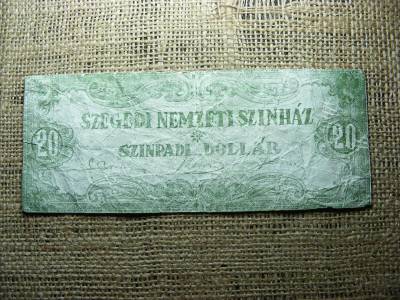 SZEGEDI NEMZETI SZINHÁZ
20 SZINPADI DOLLÁR 20